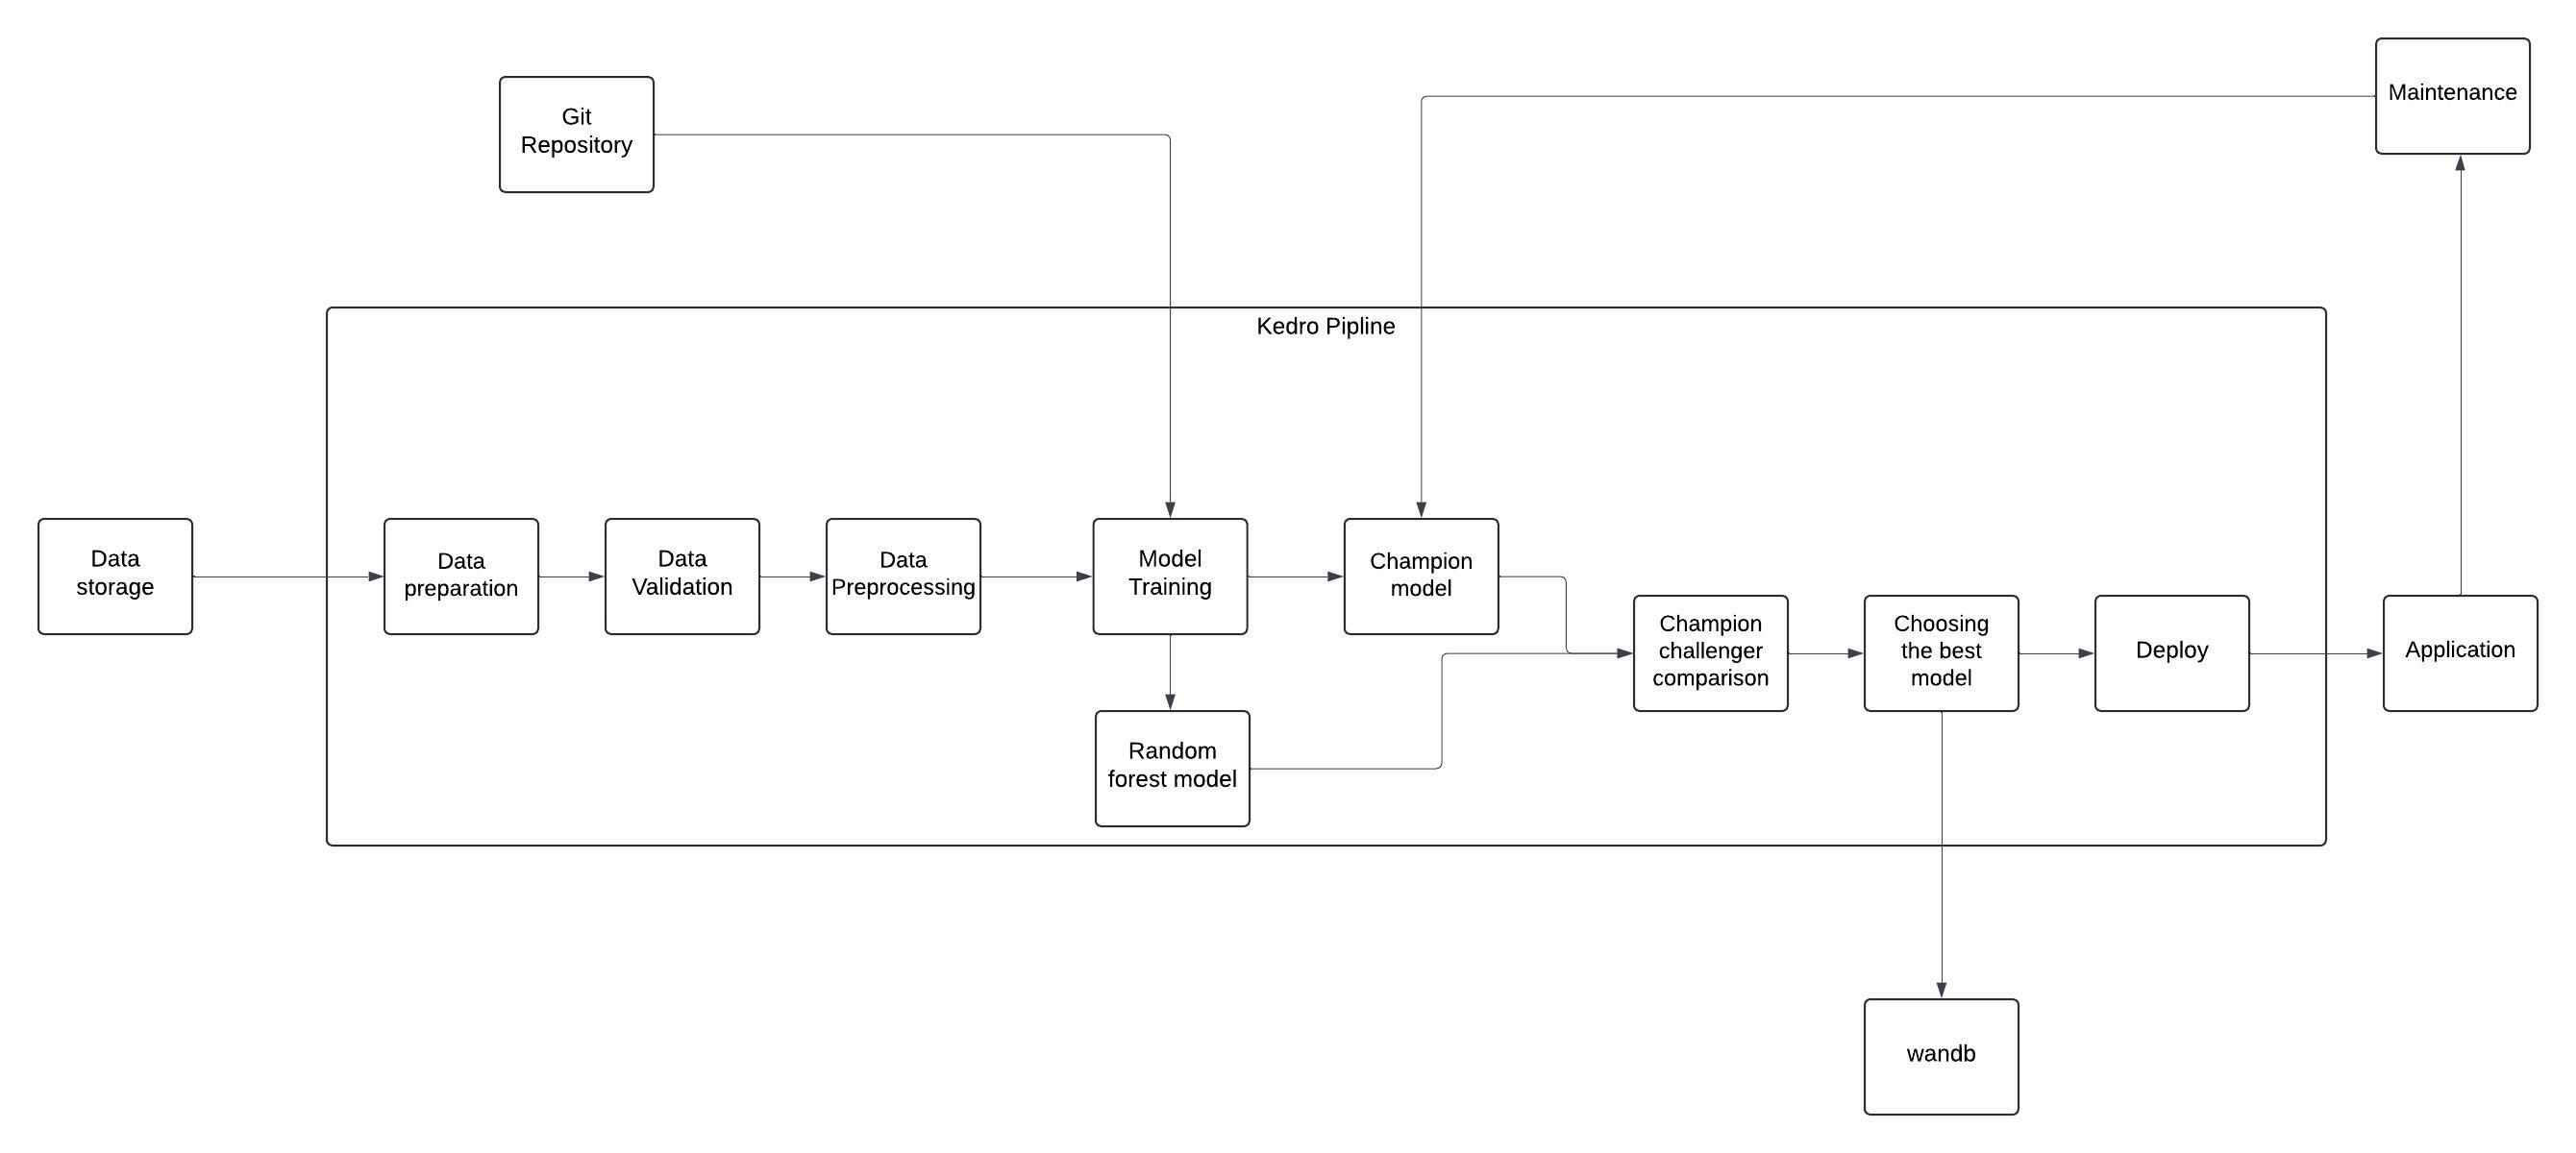 Maintenance
Git
Repository
Kedro Pipline
Data
storage
Data
preparation
Data
Validation
Data
Preprocessing
Model
Training
Champion
model
Champion
challenger
comparison
Choosing
the best
model
Deploy
Application
Random
forest model
wandb